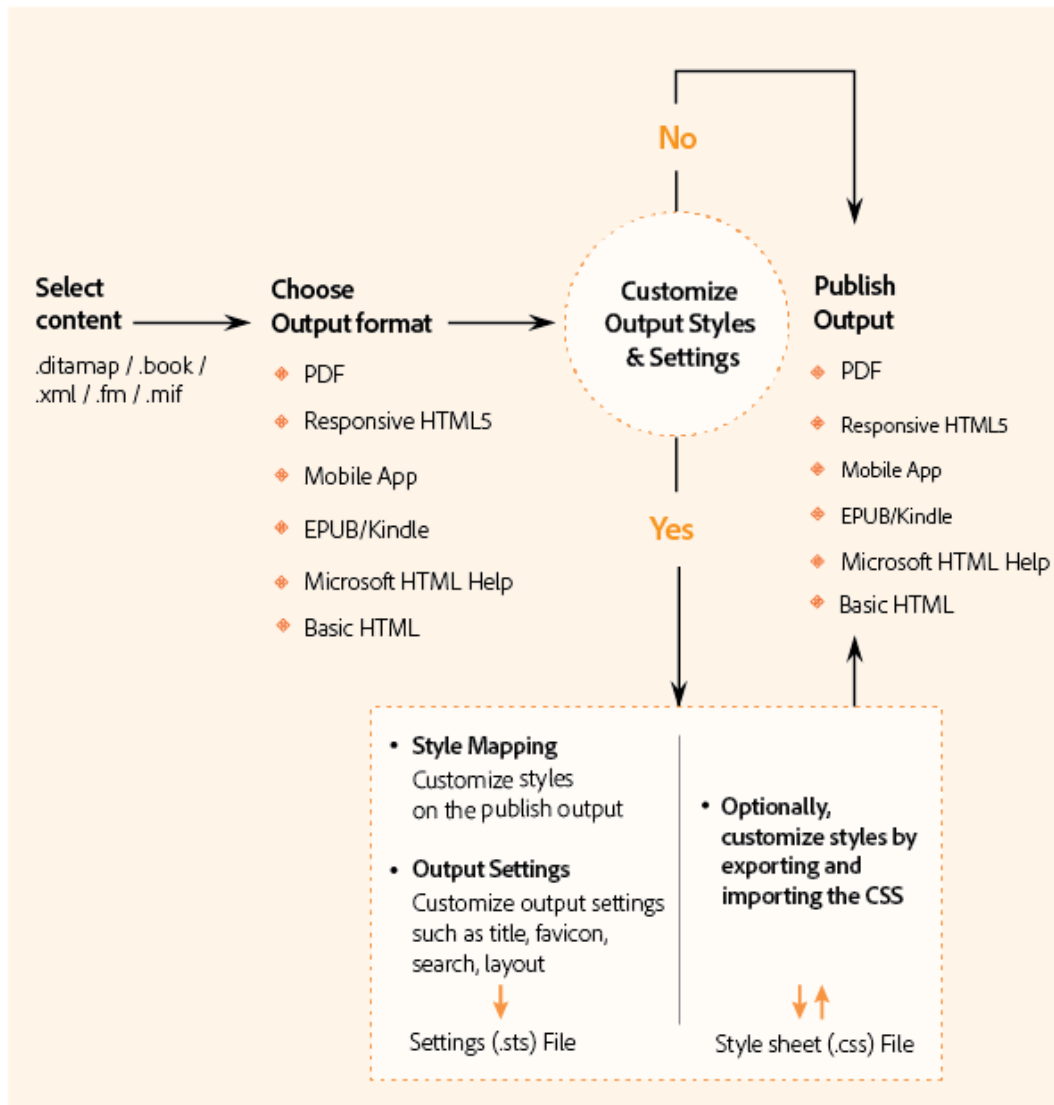 No
Select
content
.ditamap / .book /
.xml / .fm / .mif
Choose
Output format
PDF
Responsive HTML5
Mobile App
EPUB/Kindle
Microsoft HTML Help
Basic HTML
Customize
Output Styles
& Settings
Yes
Publish
Output
PDF
Responsive HTML5
Mobile App
EPUB/Kindle
Microsoft HTML Help
Basic HTML
• Style Mapping
Customize styles
on the publish output
• Output Settings
Customize output settings
such as title, favicon,
search, layout
Settings (.sts) File
• Optionally,
customize styles by
exporting and
importing the CSS
Style sheet (.css) File